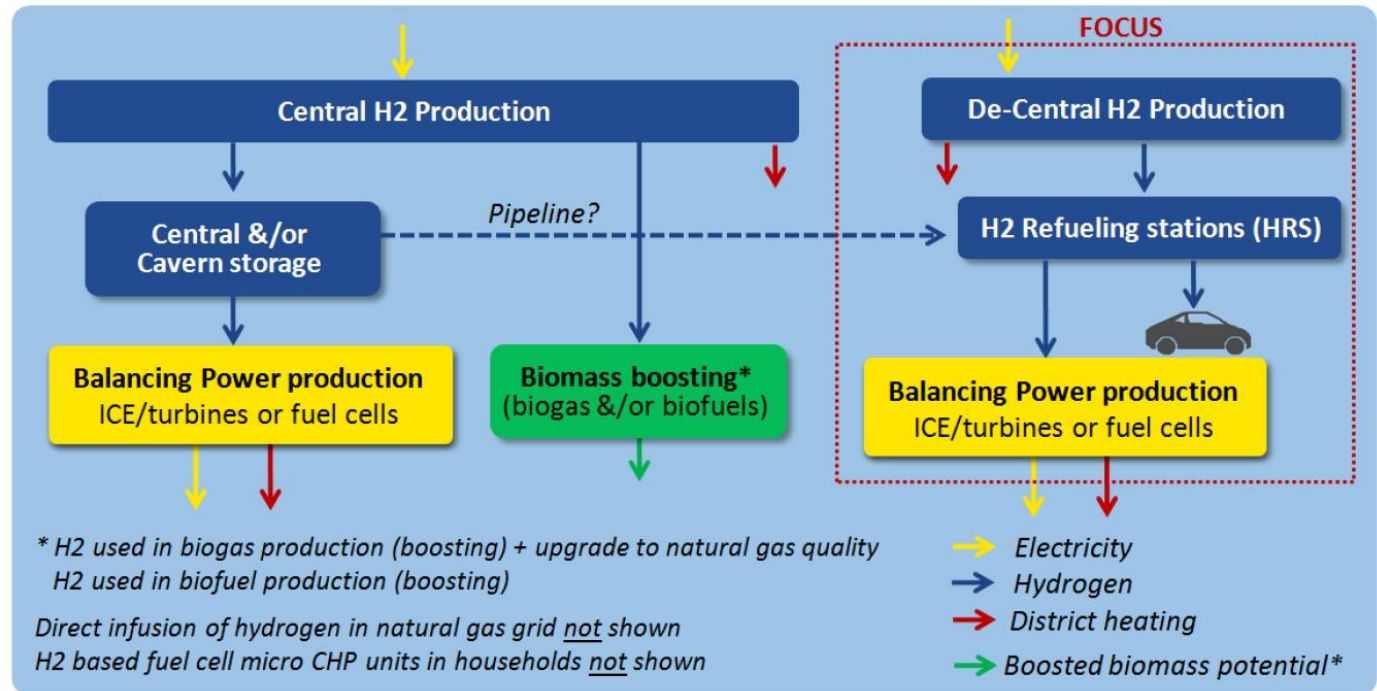 FOCUS
Central H2 Production
De-Central H2 Production
Pipeline?
Central &/or
Cavern storage
H2 Refueling stations (HRS)
Balancing Power production
ICE/turbines or fuel cells
Biomass boosting*
(biogas &/or biofuels)
Balancing Power production
ICE/turbines or fuel cells
* H2 used in biogas production (boosting) + upgrade to natural gas quality
H2 used in biofuel production (boosting)
Direct infusion of hydrogen in natural gas grid not shown
H2 based fuel cell micro CHP units in households not shown
Electricity
Hydrogen
District heating
Boosted biomass potential*